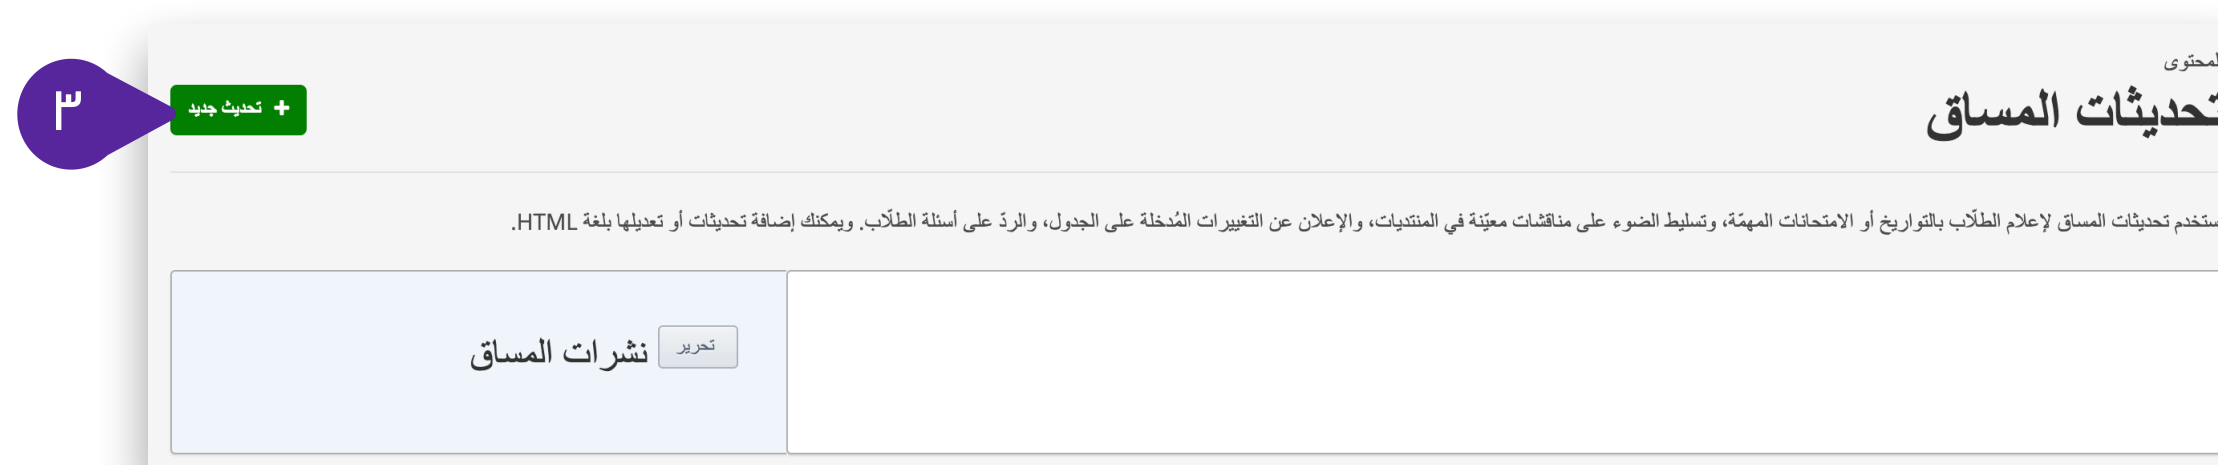 المحتوى
تحديثات المساق
+ تحديث جديد
٣
ستخدم تحديثات المساق لإعلام الطلّاب بالتواريخ أو الامتحانات المهمّة، وتسليط الضوء على مناقشات معيّنة في المنتديات، والإعلان عن التغييرات المُدخلة على الجدول، والردّ على أسئلة الطلّاب. ويمكنك إضافة تحديثات أو تعديلها بلغة HTML.
تحرير
نشرات المساق